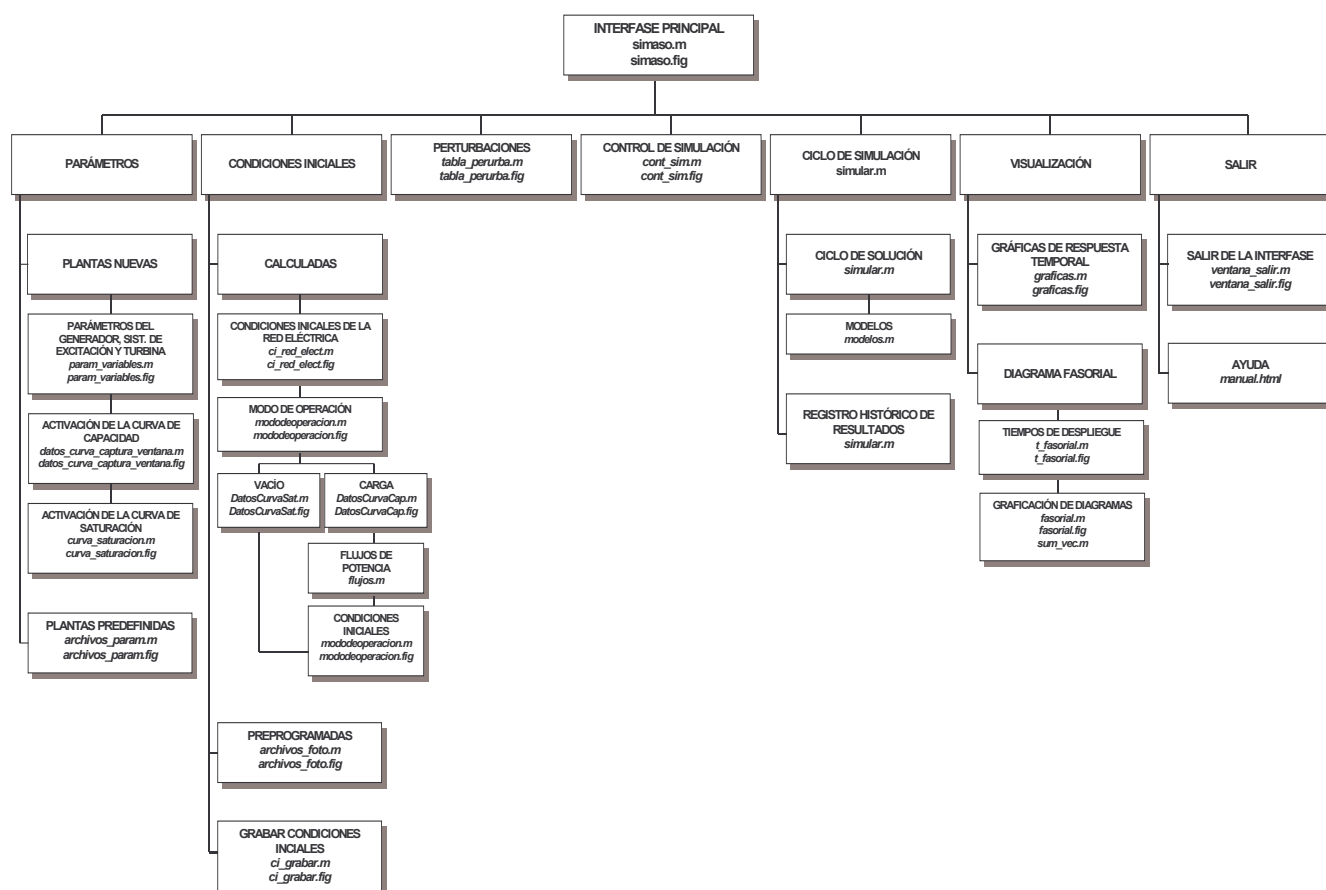 INTERFASE PRINCIPAL
simaso.m
simaso.fig
PARÁMETROS
CONDICIONES INICIALES
PERTURBACIONES
tabla_perurba.m
tabla_perurba.fig
CONTROL DE SIMULACIÓN
cont_sim.m
cont_sim.fig
CICLO DE SIMULACIÓN
simular.m
VISUALIZACIÓN
SALIR
PLANTAS NUEVAS
PARÁMETROS DEL
GENERADOR, SIST. DE
EXCITACIÓN Y TURBINA
param_variables.m
param_variables.fig
ACTIVACIÓN DE LA CURVA DE
CAPACIDAD
datos_curva_captura_ventana.m
datos_curva_captura_ventana.fig
ACTIVACIÓN DE LA CURVA DE
SATURACIÓN
curva_saturacion.m
curva_saturacion.fig
PLANTAS PREDEFINIDAS
archivos_param.m
archivos_param.fig
CALCULADAS
CONDICIONES INICALES DE LA
RED ELÉCTRICA
ci_red_elect.m
ci_red_elect.fig
MODO DE OPERACIÓN
mododeoperacion.m
mododeoperacion.fig
VACÍO
DatosCurvaSat.m
DatosCurvaSat.fig
CARGA
DatosCurvaCap.m
DatosCurvaCap.fig
FLUJOS DE
POTENCIA
flujos.m
CONDICIONES
INICIALES
mododeoperacion.m
mododeoperacion.fig
PREPROGRAMADAS
archivos_foto.m
archivos_foto.fig
GRABAR CONDICIONES
INCIALES
ci_grabar.m
ci_grabar.fig
CICLO DE SOLUCIÓN
simular.m
MODELOS
modelos.m
REGISTRO HISTÓRICO DE
RESULTADOS
simular.m
GRÁFICAS DE RESPUESTA
TEMPORAL
graficas.m
graficas.fig
DIAGRAMA FASORIAL
TIEMPOS DE DESPLIEGUE
t_fasorial.m
t_fasorial.fig
GRAFICACIÓN DE DIAGRAMAS
fasorial.m
fasorial.fig
sum_vec.m
SALIR DE LA INTERFASE
ventana_salir.m
ventana_salir.fig
AYUDA
manual.html